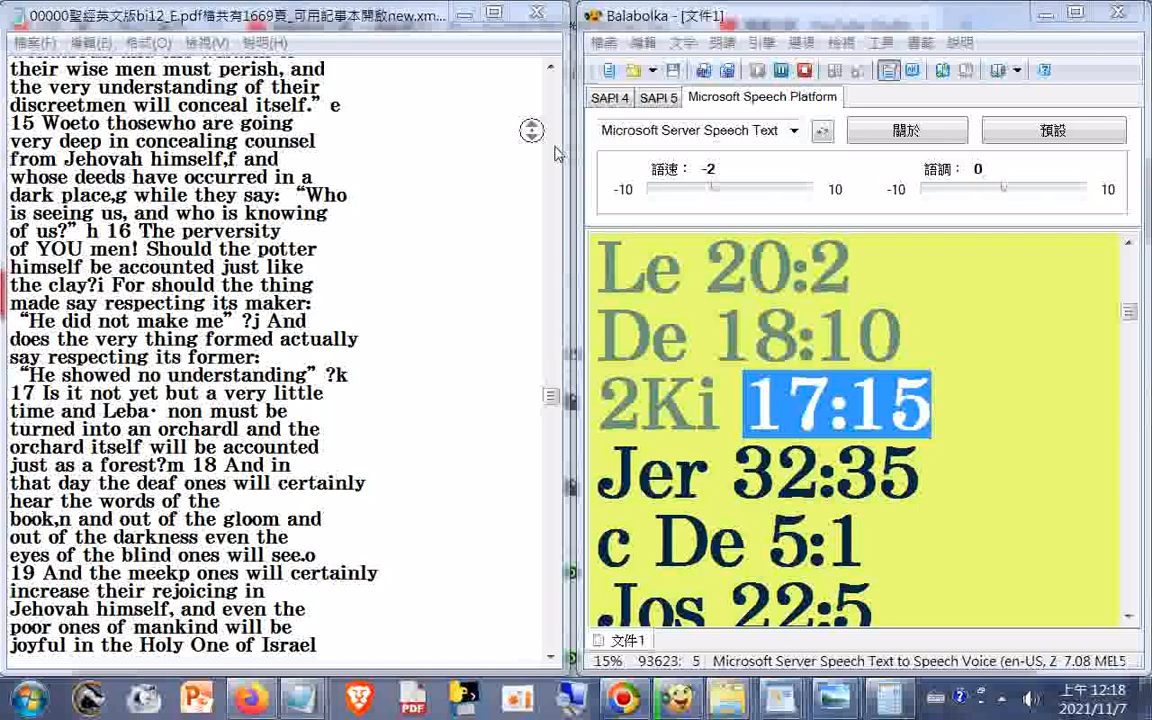 00000聖經英文版bi12_E.pdf檔共有1669頁_可用記事本開啟new.xm...
檔案(F) 編輯(E) 格式(O) 檢視(V) 說明(H)
their wise men must perish, and
the very understanding of their
discreetmen will conceal itself.” e
15 Woeto thosewho are going
very deep in concealing counsel
from Jehovah himself,f and
whose deeds have occurred in a
dark place,g while they say: “Who
is seeing us, and who is knowing
of us?” h 16 The perversity
of YOU men! Should the potter
himself be accounted just like
the clay?i For should the thing
made say respecting its maker:
“He did not make me” ?j And
does the very thing formed actually
say respecting its former:
“He showed no understanding” ?k
17 Is it not yet but a very little
time and Leba· non must be
turned into an orchardl and the
orchard itself will be accounted
just as a forest?m 18 And in
that day the deaf ones will certainly
hear the words of the
book,n and out of the gloom and
out of the darkness even the
eyes of the blind ones will see.o
19 And the meekp ones will certainly
increase their rejoicing in
Jehovah himself, and even the
poor ones of mankind will be
joyful in the Holy One of Israel
Balabolka - [文件1]
檔案 編輯 文字 朗讀 引擎 選項 檢視 工具 書籤 說明
SAPI 4 SAPI 5 Microsoft Speech Platform
Microsoft Server Speech Text 關於 預設
語速: -2 語調: 0
-10 10 -10 10
Le 20:2
De 18:10
2Ki 17:15
Jer 32:35
c De 5:1
Jos 22:5
文件1
15% 93623: 5 Microsoft Server Speech Text to Speech Voice (en-US, Z 7.08 MB
PDF
上午 12:18
2021/11/7